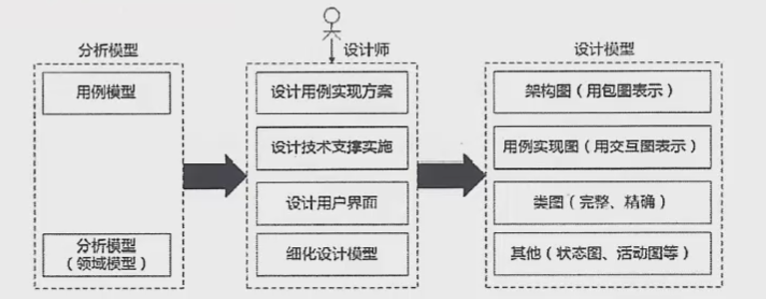 分析模型
用例模型
分析模型
（领域模型）
设计师
设计用例实现方案
设计技术支撑实施
设计用户界面
细化设计模型
设计模型
架构图（用包图表示）
用例实现图（用交互图表示）
类图（完整、精确）
其他（状态图、活动图等）